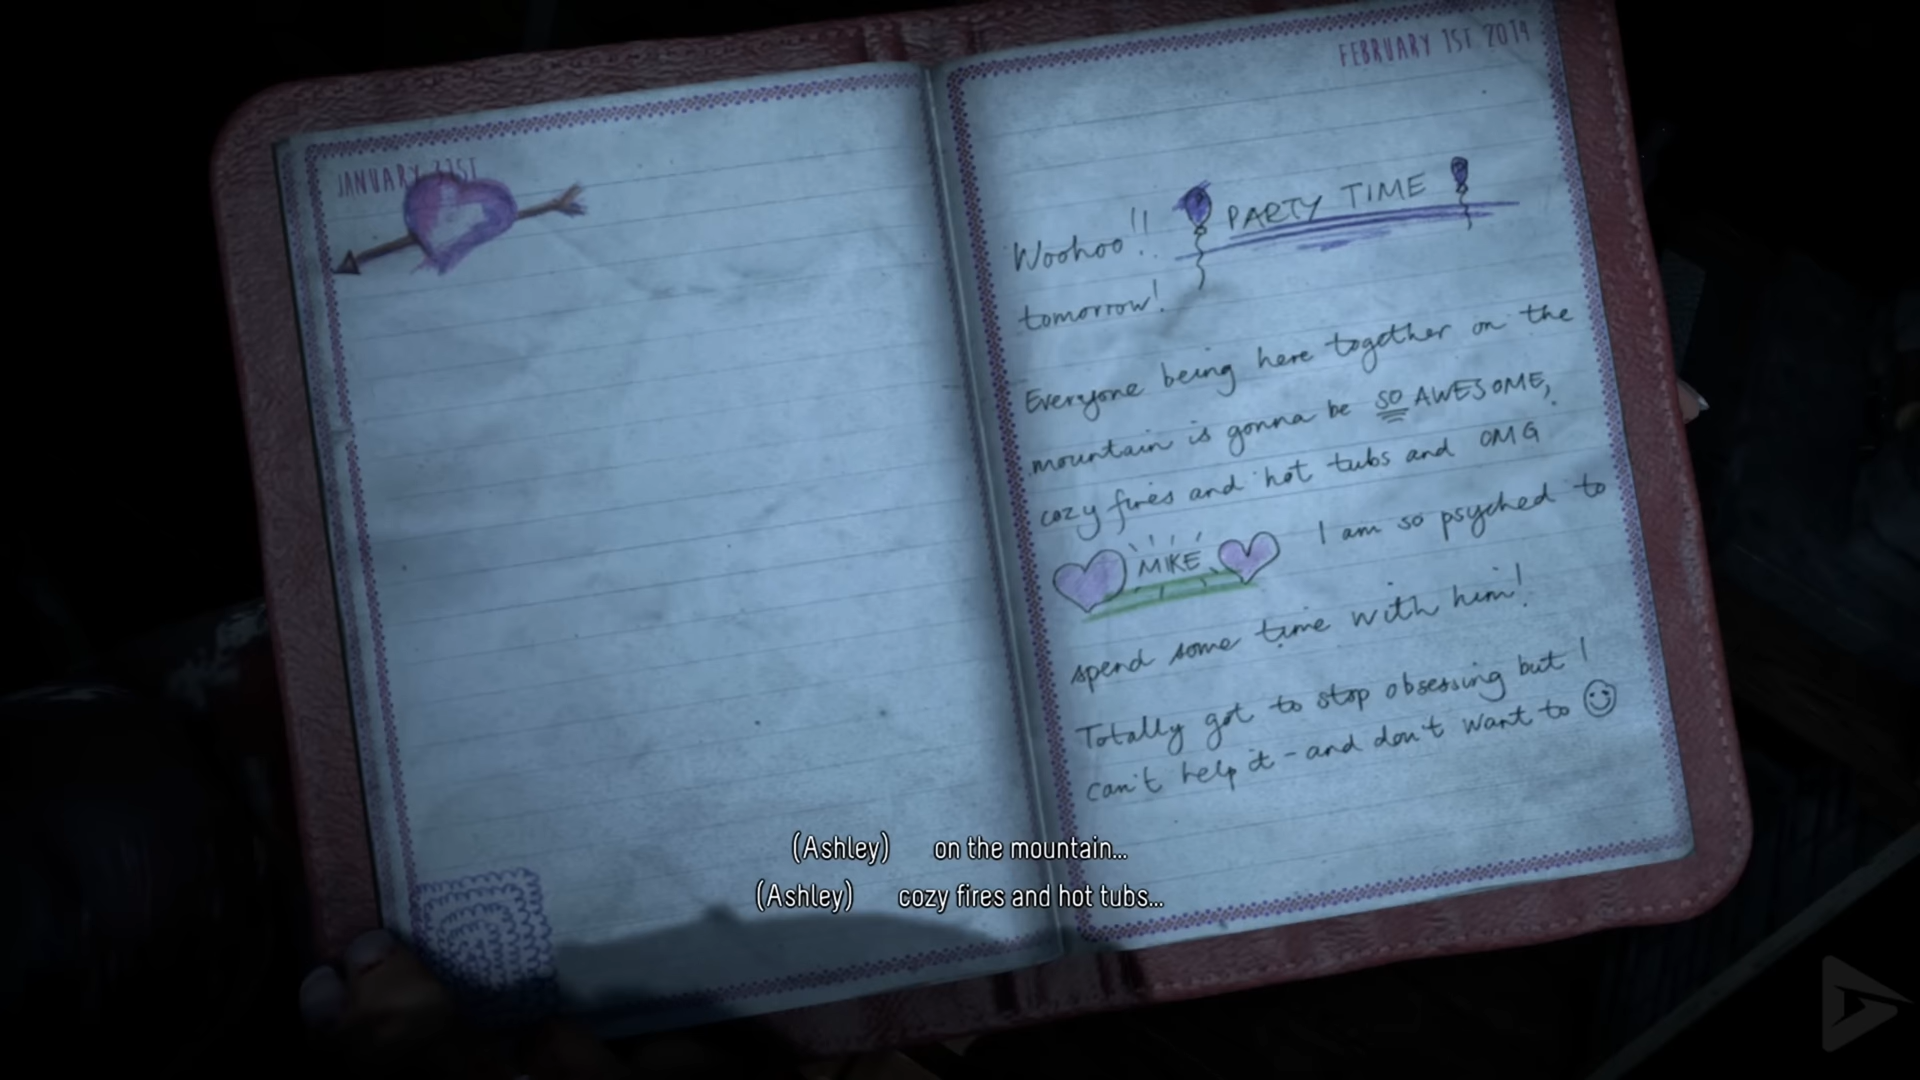 JANUARY 31ST
FEBRUARY 1ST 2014
Woohoo!! PARTY TIME
tomorrow!
Everyone being here together on the
mountain is gonna be SO AWESOME,
cozy fires and hot tubs and OMG
MIKE I am so psyched to
spend some time with him!
Totally got to stop obsessing but I
can't help it - and don't want to
(Ashley) on the mountain...
(Ashley) cozy fires and hot tubs...